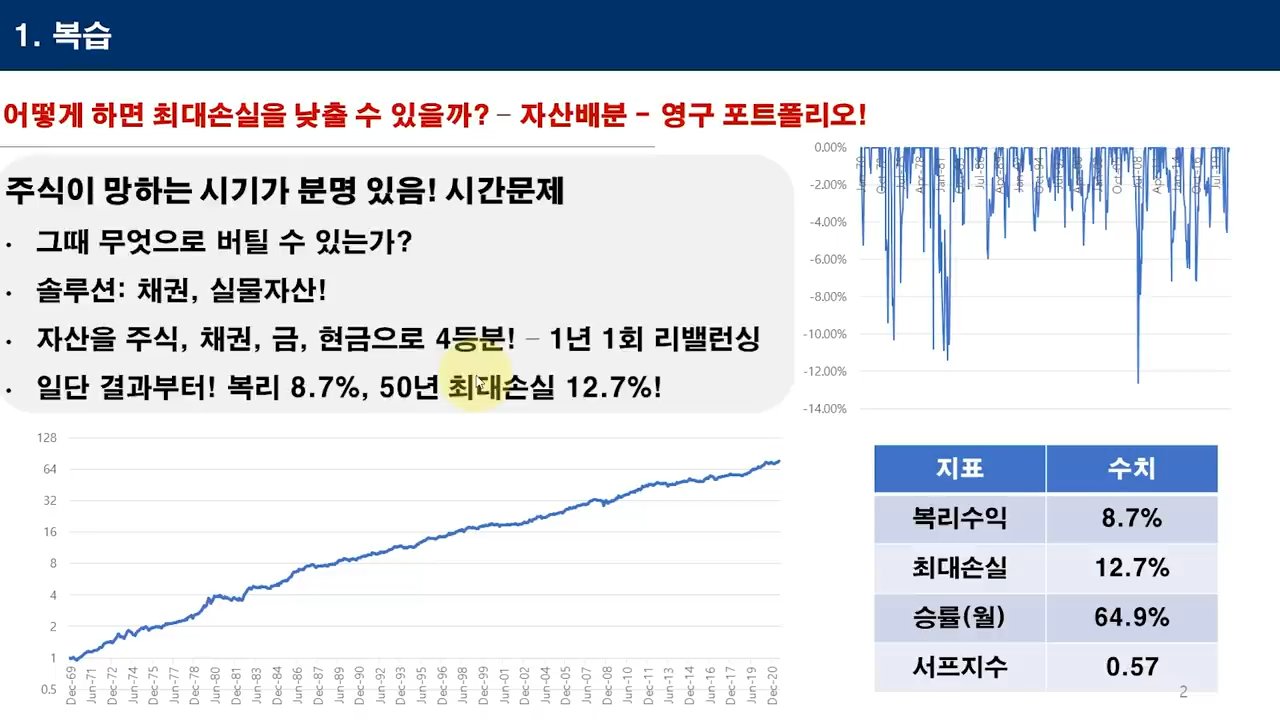 1. 복습
어떻게 하면 최대손실을 낮출 수 있을까? – 자산배분 – 영구 포트폴리오!
주식이 망하는 시기가 분명 있음! 시간문제
· 그때 무엇으로 버틸 수 있는가?
· 솔루션: 채권, 실물자산!
· 자산을 주식, 채권, 금, 현금으로 4등분! – 1년 1회 리밸런싱
· 일단 결과부터! 복리 8.7%, 50년 최대손실 12.7%!
0.00%
-2.00%
-4.00%
-6.00%
-8.00%
-10.00%
-12.00%
-14.00%
128
64
32
16
8
4
2
1
0.5
Dec-69 Jun-71 Dec-72 Jun-74 Dec-75 Jun-77 Dec-78 Jun-80 Dec-81 Jun-83 Dec-84 Jun-86 Dec-87 Jun-89 Dec-90 Jun-92 Dec-93 Jun-95 Dec-96 Jun-98 Dec-99 Jun-01 Dec-02 Jun-04 Dec-05 Jun-07 Dec-08 Jun-10 Dec-11 Jun-13 Dec-14 Jun-16 Dec-17 Jun-19 Dec-20
지표 수치
복리수익 8.7%
최대손실 12.7%
승률(월) 64.9%
서프지수 0.57
2